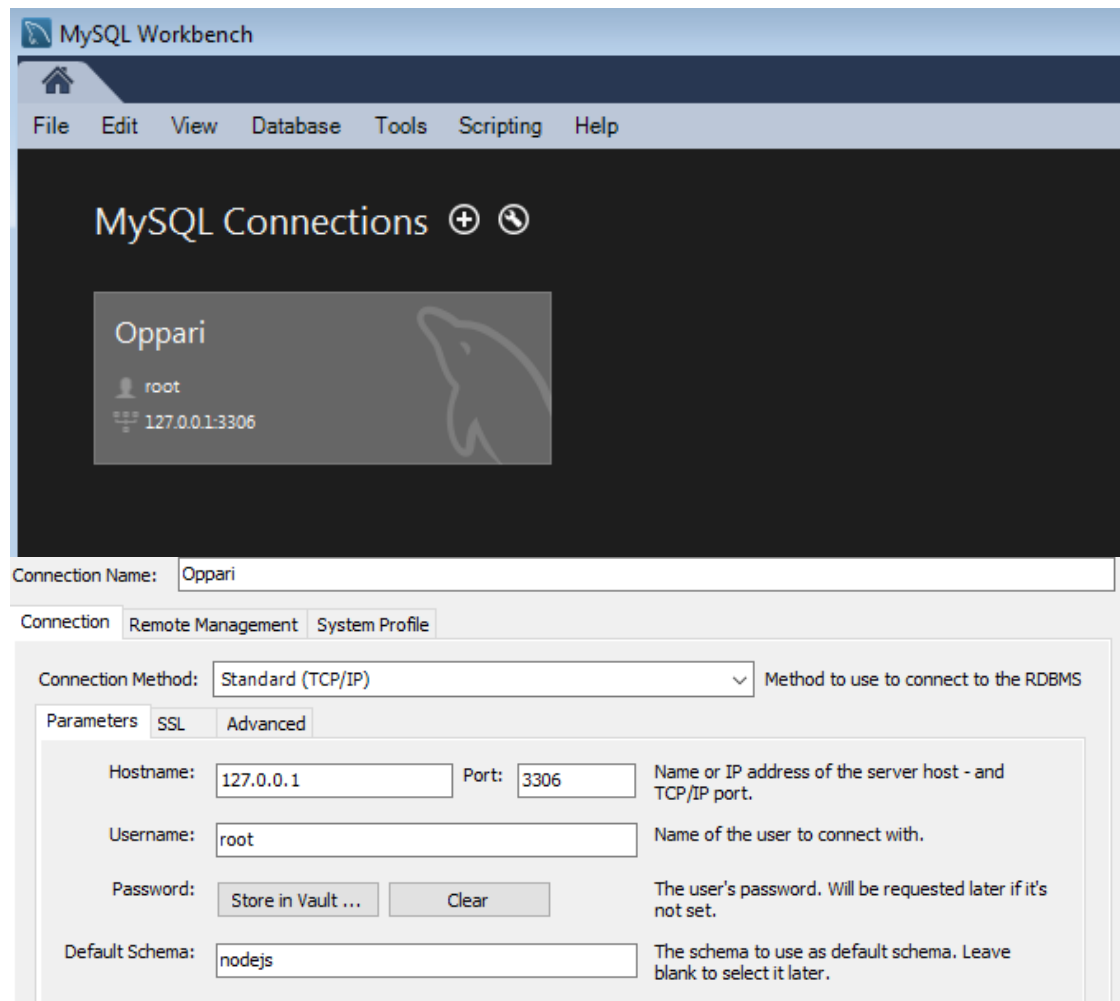 MySQL Workbench
File Edit View Database Tools Scripting Help
MySQL Connections
Oppari
root
127.0.0.1:3306
Connection Name: Oppari
Connection Remote Management System Profile
Connection Method: Standard (TCP/IP) Method to use to connect to the RDBMS
Parameters SSL Advanced
Hostname: 127.0.0.1 Port: 3306 Name or IP address of the server host - and
TCP/IP port.
Username: root Name of the user to connect with.
Password: Store in Vault ... Clear The user's password. Will be requested later if it's
not set.
Default Schema: nodejs The schema to use as default schema. Leave
blank to select it later.